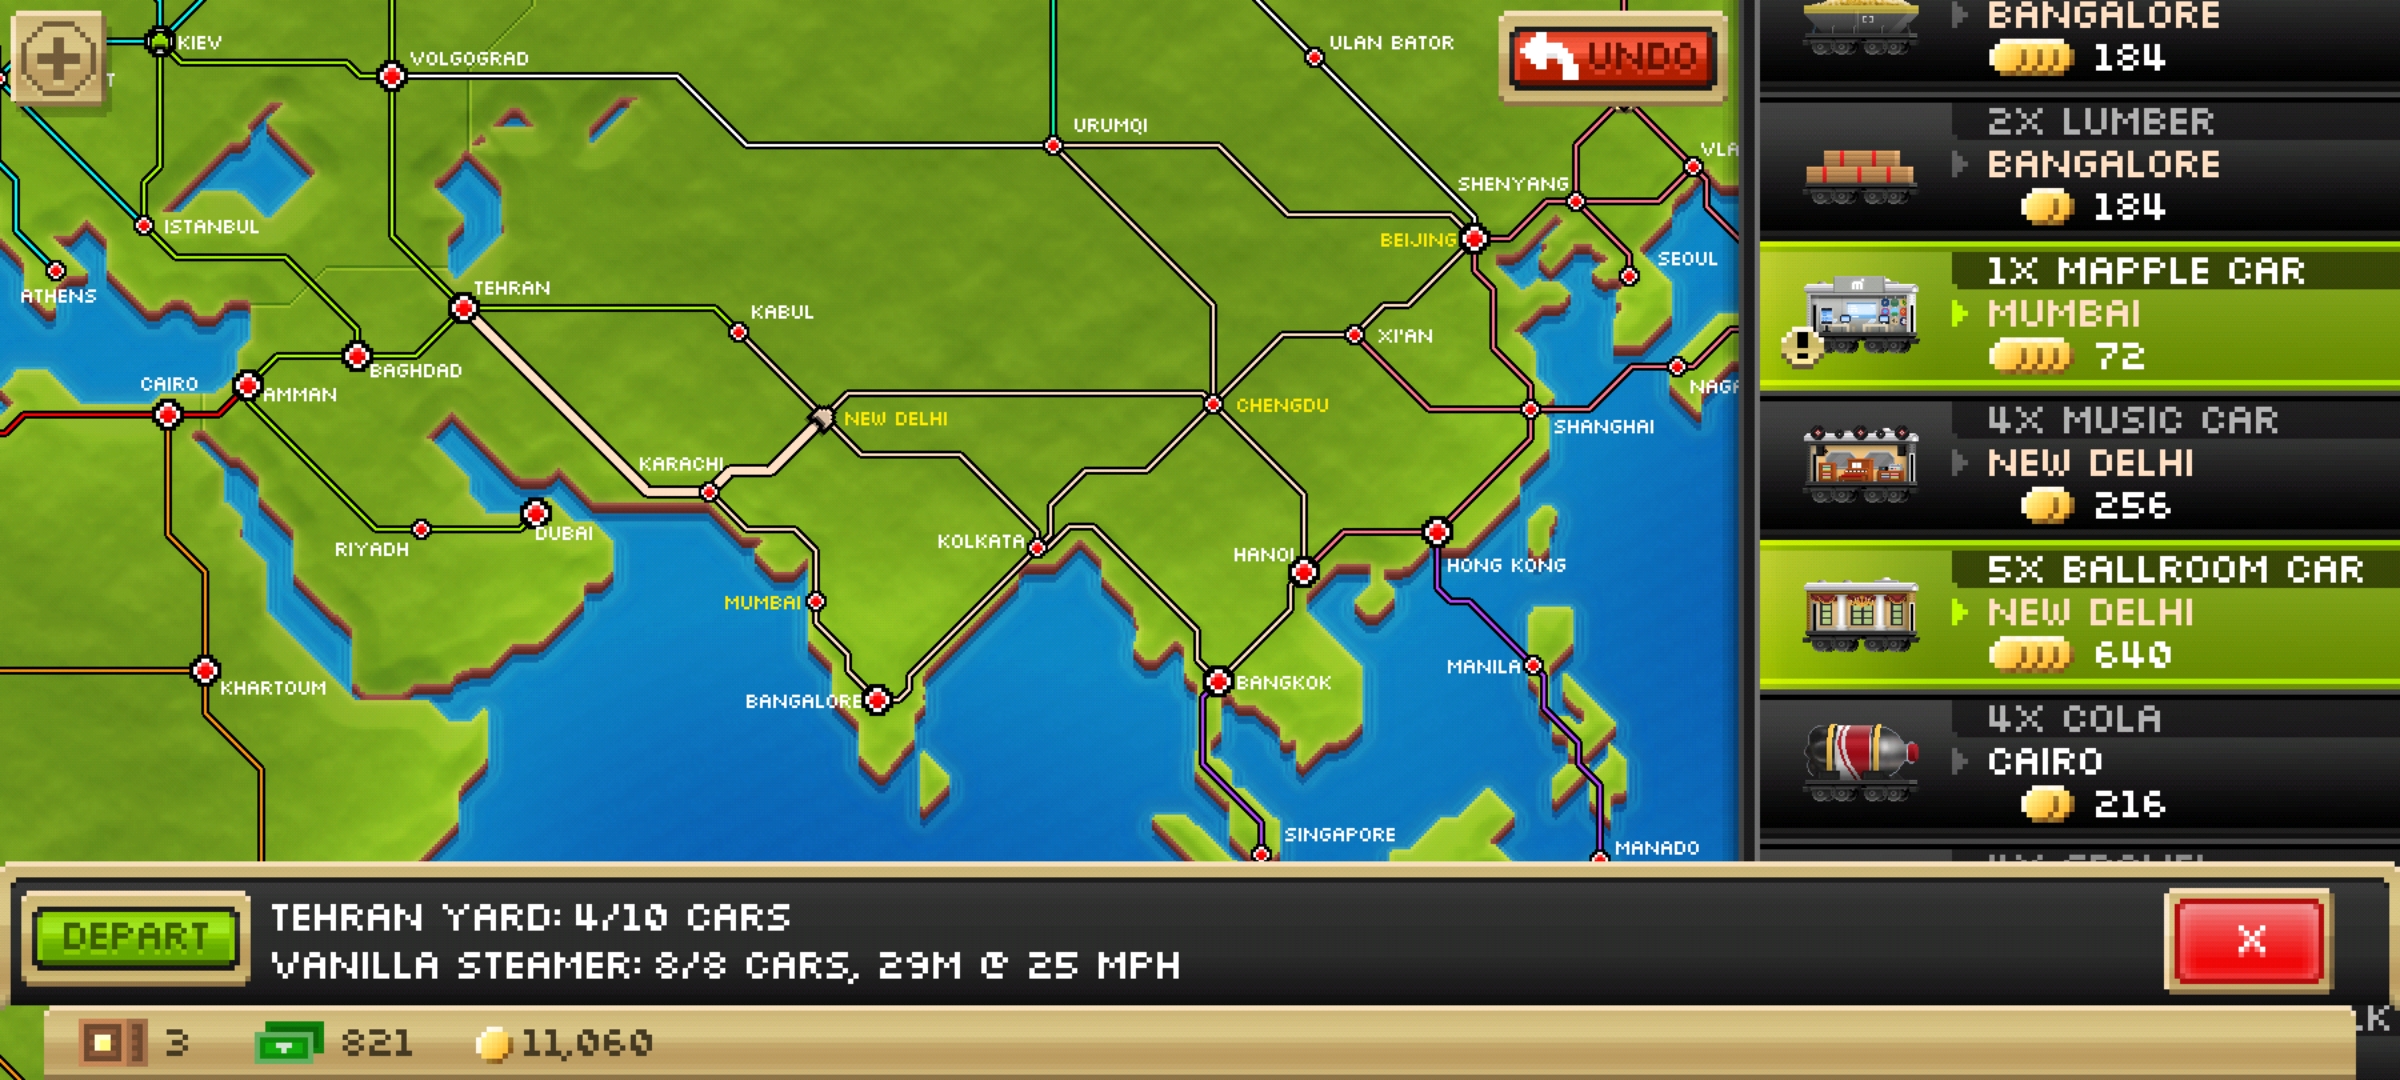 KIEV
VOLGOGRAD
ULAN BATOR
UNDO
URUMQI
SHENYANG
ISTANBUL
BEIJING
SEOUL
ATHENS
TEHRAN
KABUL
XI'AN
BAGHDAD
CAIRO
AMMAN
NEW DELHI
CHENGDU
SHANGHAI
KARACHI
RIYADH
DUBAI
KOLKATA
HANOI
HONG KONG
MUMBAI
KHARTOUM
BANGALORE
BANGKOK
MANILA
SINGAPORE
MANADO
BANGALORE
184
2X LUMBER
BANGALORE
184
1X MAPPLE CAR
MUMBAI
72
4X MUSIC CAR
NEW DELHI
256
5X BALLROOM CAR
NEW DELHI
640
4X COLA
CAIRO
216
DEPART
TEHRAN YARD: 4/10 CARS
VANILLA STEAMER: 8/8 CARS, 29M @ 25 MPH
X
3
821
11,060